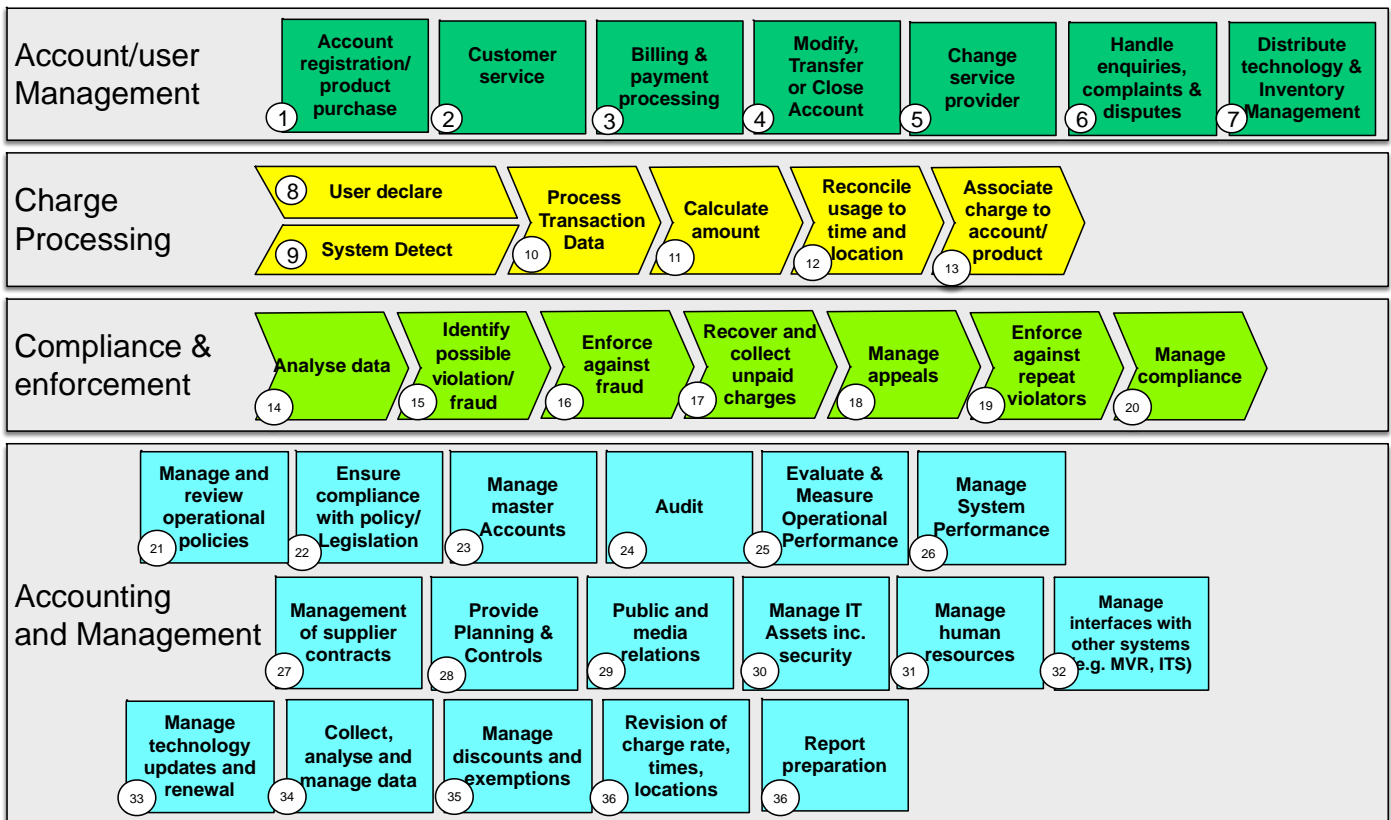 Account/user
Management
Account
registration/
product
purchase
1
Customer
service
2
Billing &
payment
processing
3
Modify,
Transfer
or Close
Account
4
Change
service
provider
5
Handle
enquiries,
complaints &
disputes
6
Distribute
technology &
Inventory
Management
7
Charge
Processing
8
User declare
9
System Detect
Process
Transaction
Data
10
Calculate
amount
11
Reconcile
usage to
time and
location
12
Associate
charge to
account/
product
13
Compliance &
enforcement
Analyse data
14
Identify
possible
violation/
fraud
15
Enforce
against
fraud
16
Recover and
collect
unpaid
charges
17
Manage
appeals
18
Enforce
against
repeat
violators
19
Manage
compliance
20
Accounting
and Management
Manage and
review
operational
policies
21
Ensure
compliance
with policy/
Legislation
22
Manage
master
Accounts
23
Audit
24
Evaluate &
Measure
Operational
Performance
25
Manage
System
Performance
26
Management
of supplier
contracts
27
Provide
Planning &
Controls
28
Public and
media
relations
29
Manage IT
Assets inc.
security
30
Manage
human
resources
31
Manage
interfaces with
other systems
(e.g. MVR, ITS)
32
Manage
technology
updates and
renewal
33
Collect,
analyse and
manage data
34
Manage
discounts and
exemptions
35
Revision of
charge rate,
times,
locations
36
Report
preparation
36